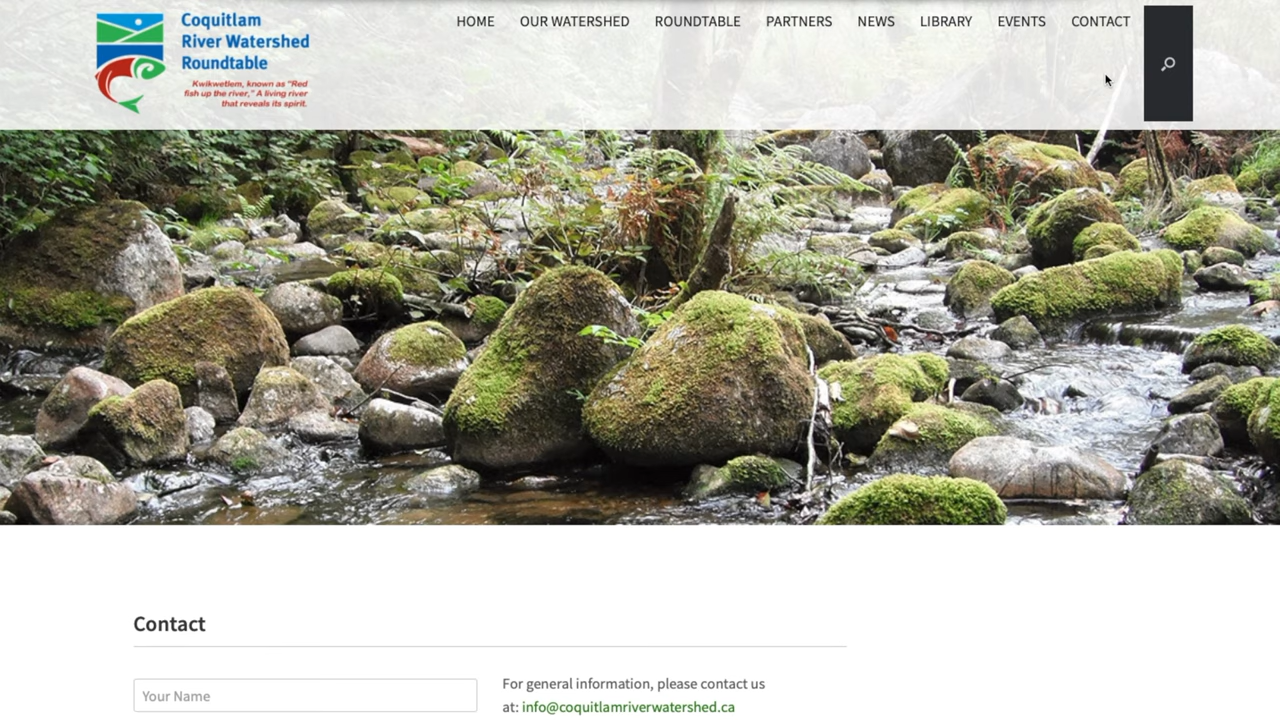 Coquitlam
River Watershed
Roundtable
Kwikwetlem, known as "Red
fish up the river," A living river
that reveals its spirit.
HOME OUR WATERSHED ROUNDTABLE PARTNERS NEWS LIBRARY EVENTS CONTACT
Contact
Your Name
For general information, please contact us
at: info@coquitlamriverwatershed.ca